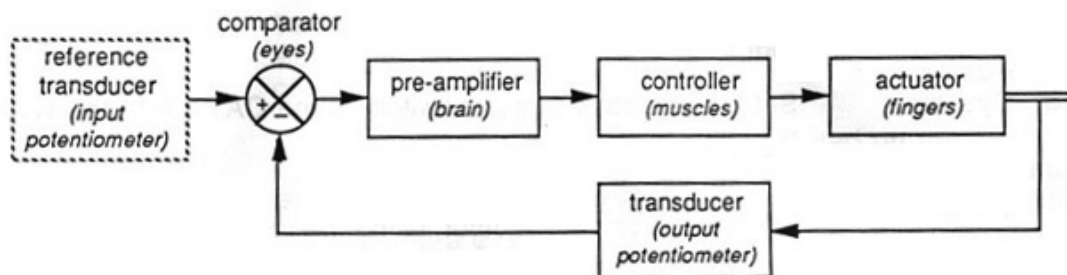 comparator
(eyes)
reference
transducer
(input
potentiometer)
+
−
pre-amplifier
(brain)
controller
(muscles)
actuator
(fingers)
transducer
(output
potentiometer)